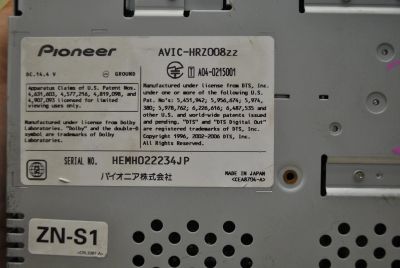 Pioneer AVIC-HRZ008zz
DC.14.4 V GROUND
A04-0215001
Apparatus Claims of U.S. Patent Nos.
4,631,603, 4,577,216, 4,819,098, and
4,907,093 licensed for limited
viewing uses only.
Manufactured under license from Dolby
Laboratories. "Dolby" and the double-D
symbol are trademarks of Dolby
Laboratories.
Manufactured under license from DTS, Inc.
under one or more of the following U.S.
Pat. Nos. 5,451,942, 5,956,674, 5,974,
380, 5,978,762, 6,226,616, 6,487,535 and
other U.S. and world-wide patents issued
and pending. "DTS" and "DTS Digital Out"
are registered trademarks of DTS, Inc.
Copyright 1996, 2002-2006 DTS, Inc.
All Rights Reserved.
SERIAL NO. HEMH022234JP
パイオニア株式会社
MADE IN JAPAN
<CEA8794-A>
ZN-S1